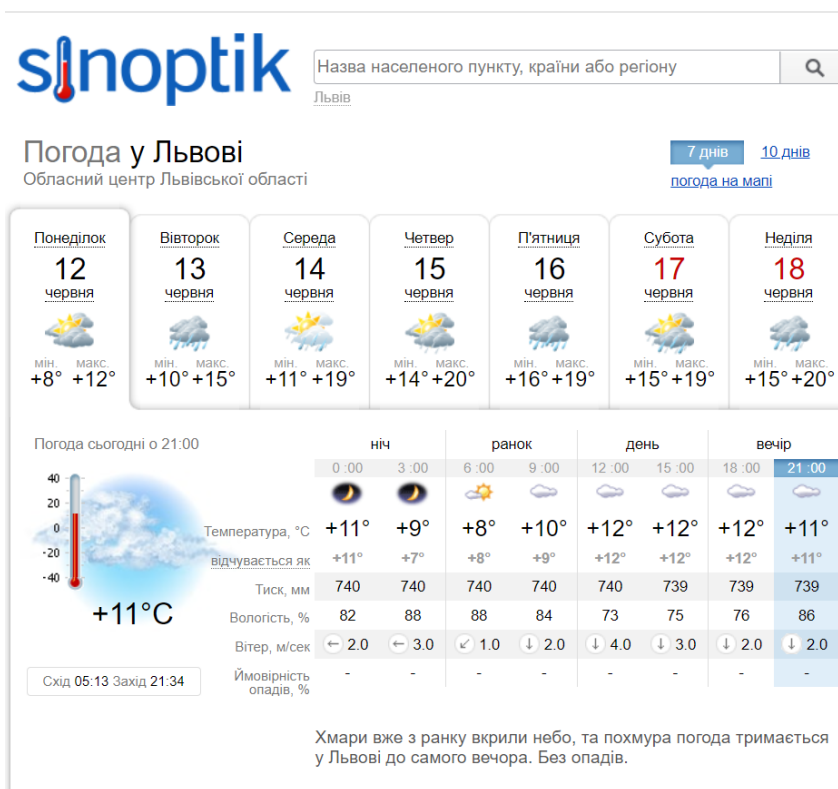 sinoptik
Назва населеного пункту, країни або регіону
Львів
Погода у Львові
7 днів 10 днів
Обласний центр Львівської області
погода на мапі
Понеділок Вівторок Середа Четвер П'ятниця Субота Неділя
12 13 14 15 16 17 18
червня червня червня червня червня червня червня
мін. макс. мін. макс. мін. макс. мін. макс. мін. макс. мін. макс. мін. макс.
+8° +12° +10° +15° +11° +19° +14° +20° +16° +19° +15° +19° +15° +20°
Погода сьогодні о 21:00 ніч ранок день вечір
0 :00 3 :00 6 :00 9 :00 12 :00 15 :00 18 :00 21 :00
40
20
0
-20
-40
Температура, °C +11° +9° +8° +10° +12° +12° +12° +11°
відчувається як +11° +7° +8° +9° +12° +12° +12° +11°
Тиск, мм 740 740 740 740 740 739 739 739
+11°C
Вологість, % 82 88 88 84 73 75 76 86
Вітер, м/сек ← 2.0 ← 3.0 ↙ 1.0 ↓ 2.0 ↓ 4.0 ↓ 3.0 ↓ 2.0 ↓ 2.0
Схід 05:13 Захід 21:34
Ймовірність - - - - - - - -
опадів, %
Хмари вже з ранку вкрили небо, та похмура погода тримається
у Львові до самого вечора. Без опадів.